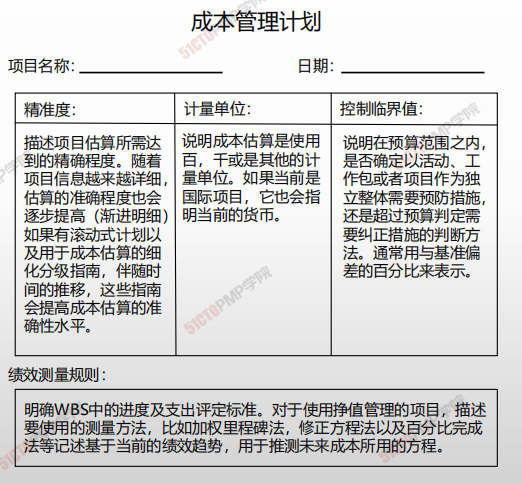 成本管理计划
项目名称： 日期：
精准度： 计量单位： 控制临界值：
描述项目估算所需达
到的精确程度。随着
项目信息越来越详细，
估算的准确程度也会
逐步提高（渐进明细）
如果有滚动式计划以
及用于成本估算的细
化分级指南，伴随时
间的推移，这些指南
会提高成本估算的准
确性水平。
说明成本估算是使用
百，千或是其他的计
量单位。如果当前是
国际项目，它也会指
明当前的货币。
说明在预算范围之内，
是否确定以活动、工
作包或者项目作为独
立整体需要预防措施，
还是超过预算判定需
要纠正措施的判断方
法。通常用与基准偏
差的百分比来表示。
绩效测量规则：
明确WBS中的进度及支出评定标准。对于使用挣值管理的项目，描述
要使用的测量方法，比如加权里程碑法，修正方程法以及百分比完成
法等记述基于当前的绩效趋势，用于推测未来成本所用的方程。
51CTOPMP学院